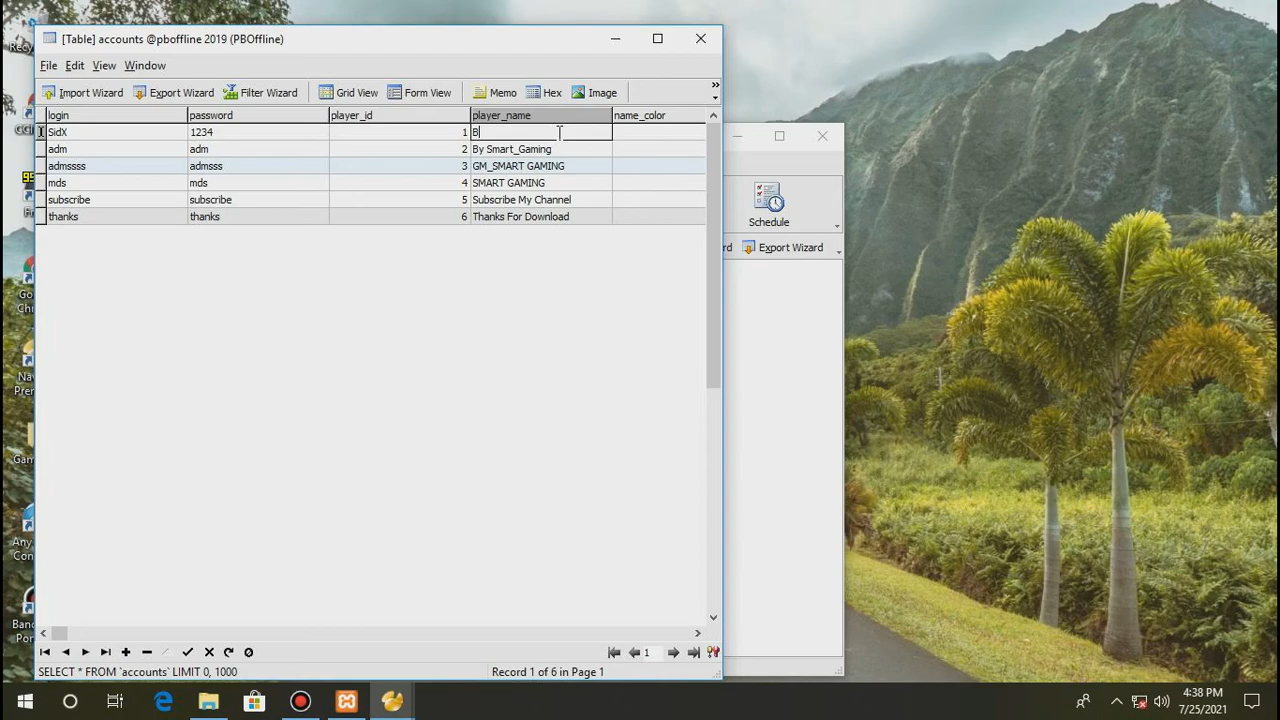 [Table] accounts @pboffline 2019 (PBOffline)
File Edit View Window
Import Wizard Export Wizard Filter Wizard Grid View Form View Memo Hex Image
login password player_id player_name name_color
SidX 1234 1 B
adm adm 2 By Smart_Gaming
admssss admsss 3 GM_SMART GAMING
mds mds 4 SMART GAMING
subscribe subscribe 5 Subscribe My Channel
thanks thanks 6 Thanks For Download
Schedule
Export Wizard
1
SELECT * FROM `accounts` LIMIT 0, 1000 Record 1 of 6 in Page 1
4:38 PM
7/25/2021